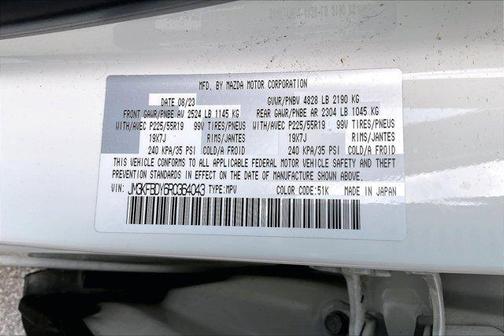 MFD. BY MAZDA MOTOR CORPORATION
DATE 08/23 GVWR/PNBV 4828 LB 2190 KG
FRONT GAWR/PNBE AV 2524 LB 1145 KG REAR GAWR/PNBE AR 2304 LB 1045 KG
WITH/AVEC P225/55R19 99V TIRES/PNEUS WITH/AVEC P225/55R19 99V TIRES/PNEUS
19X7J RIMS/JANTES 19X7J RIMS/JANTES
240 KPA/35 PSI COLD/A FROID 240 KPA/35 PSI COLD/A FROID
THIS VEHICLE CONFORMS TO ALL APPLICABLE FEDERAL MOTOR VEHICLE SAFETY AND
THEFT PREVENTION STANDARDS IN EFFECT ON THE DATE OF MANUFACTURE SHOWN ABOVE.
VIN: JM3KFBDY6R0364043 TYPE:MPV COLOR CODE:51K MADE IN JAPAN